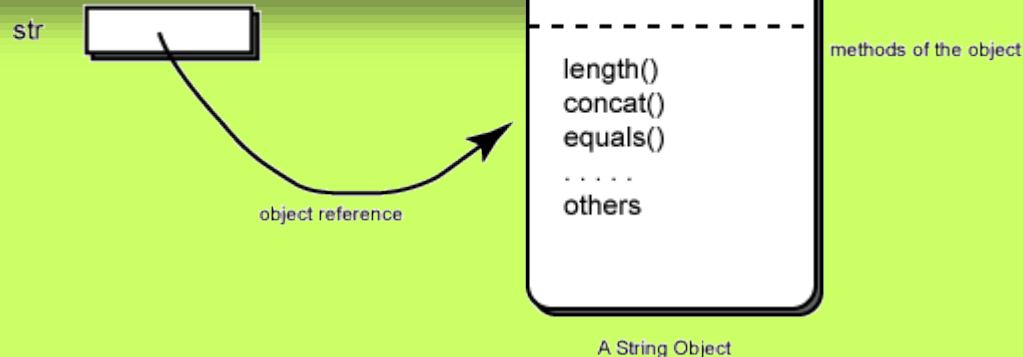 str
methods of the object
length()
concat()
equals()
. . . . .
others
object reference
A String Object